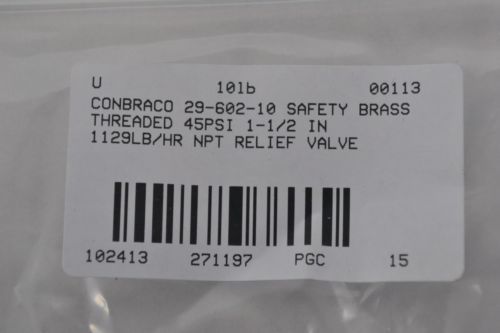 U 101b 00113
CONBRACO 29-602-10 SAFETY BRASS
THREADED 45PSI 1-1/2 IN
1129LB/HR NPT RELIEF VALVE
102413 271197 PGC 15